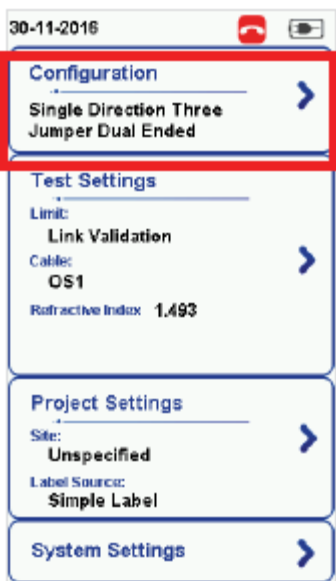 30-11-2016
Configuration
Single Direction Three
Jumper Dual Ended
Test Settings
Limit:
Link Validation
Cable:
OS1
Refractive Index 1.493
Project Settings
Site:
Unspecified
Label Source:
Simple Label
System Settings